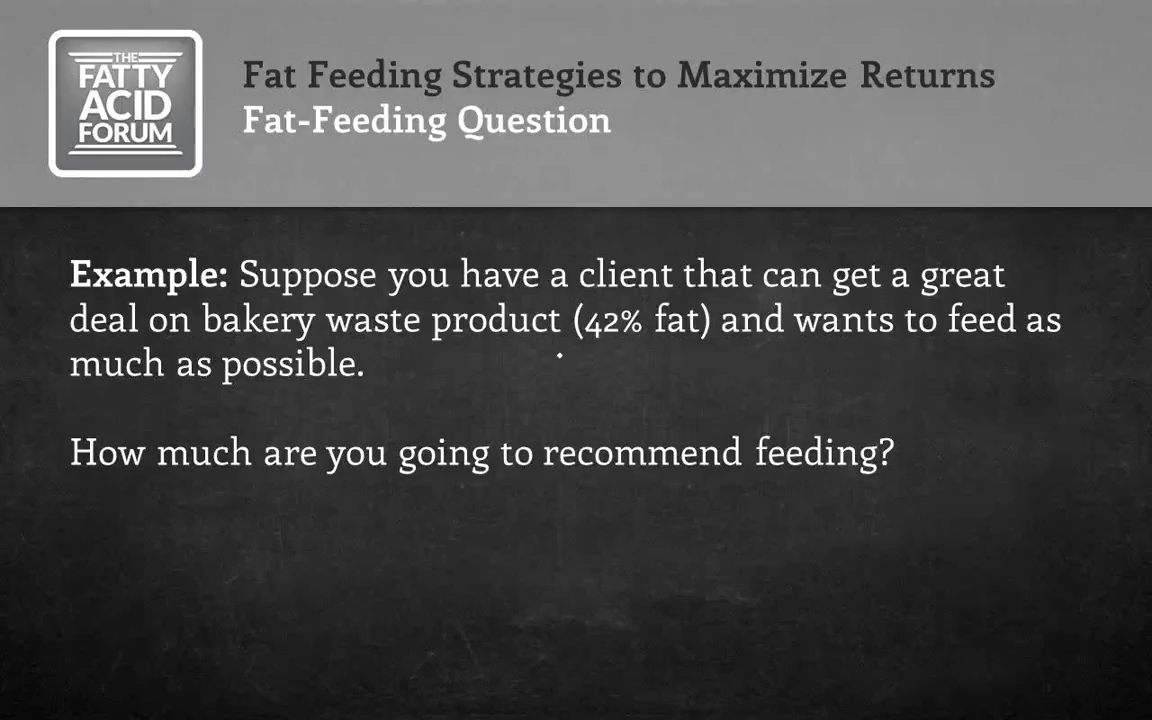 THE
FATTY
ACID
FORUM
Fat Feeding Strategies to Maximize Returns
Fat-Feeding Question
Example: Suppose you have a client that can get a great
deal on bakery waste product (42% fat) and wants to feed as
much as possible.
How much are you going to recommend feeding?